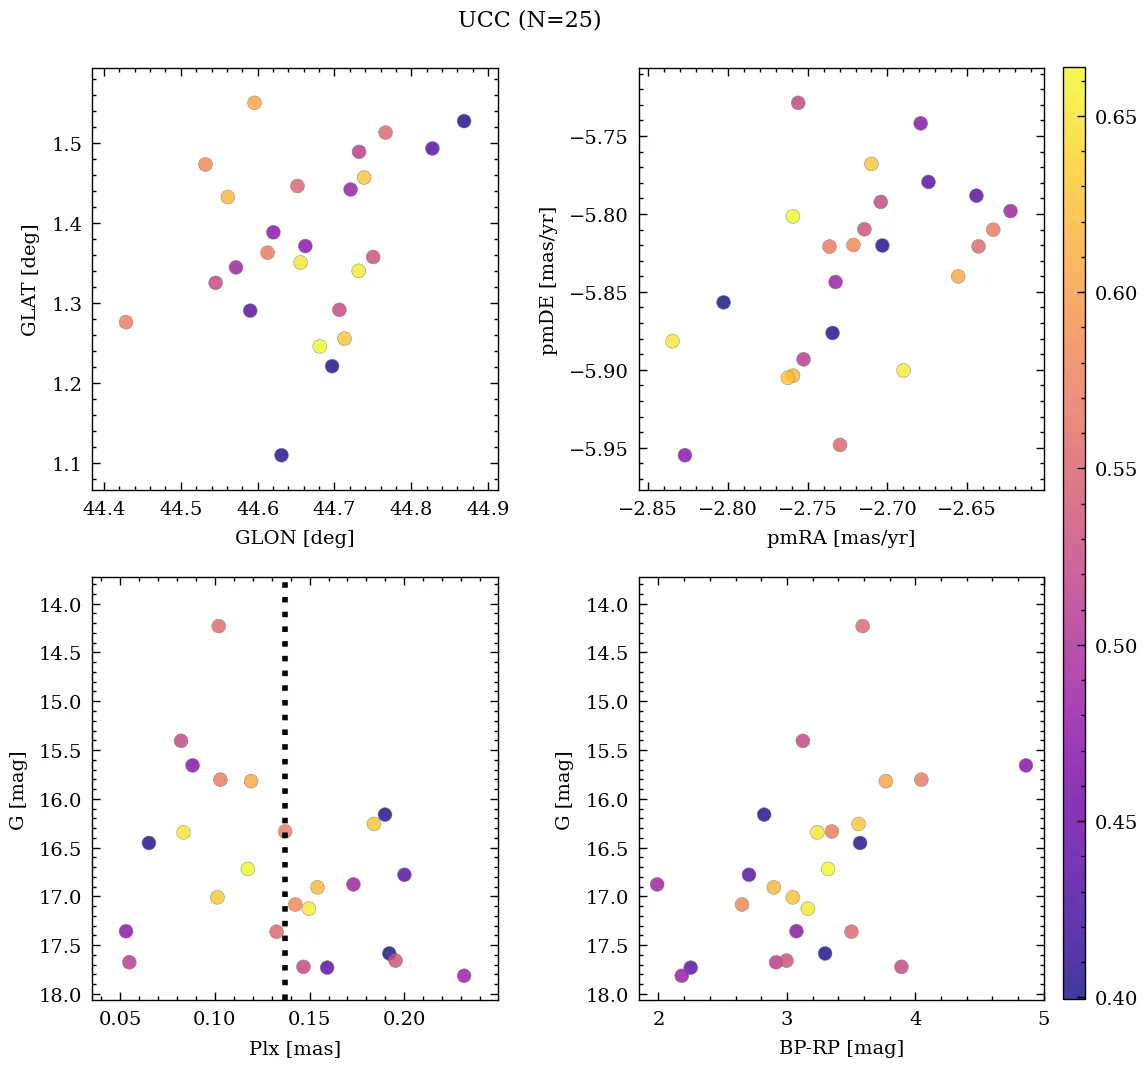 UCC (N=25)
1.5
1.4
1.3
1.2
1.1
GLAT [deg]
44.4 44.5 44.6 44.7 44.8 44.9
GLON [deg]
−5.75
−5.80
−5.85
−5.90
−5.95
pmDE [mas/yr]
−2.85 −2.80 −2.75 −2.70 −2.65
pmRA [mas/yr]
14.0
14.5
15.0
15.5
16.0
16.5
17.0
17.5
18.0
G [mag]
0.05 0.10 0.15 0.20
Plx [mas]
14.0
14.5
15.0
15.5
16.0
16.5
17.0
17.5
18.0
G [mag]
2 3 4 5
BP-RP [mag]
0.65
0.60
0.55
0.50
0.45
0.40